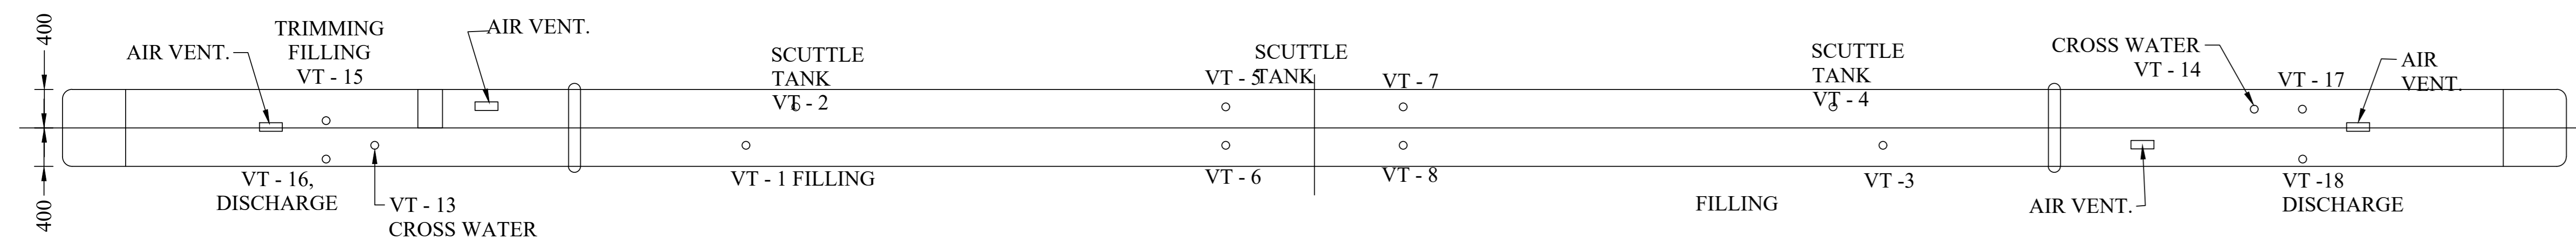 400
TRIMMING
FILLING
VT - 15
AIR VENT.
AIR VENT.
SCUTTLE
TANK
VT - 2
SCUTTLE
TANK
VT - 5
VT - 7
SCUTTLE
TANK
VT - 4
CROSS WATER
VT - 14
VT - 17
AIR
VENT.
400
VT - 16,
DISCHARGE
VT - 13
CROSS WATER
VT - 1 FILLING
VT - 6
VT - 8
FILLING
VT -3
AIR VENT.
VT -18
DISCHARGE